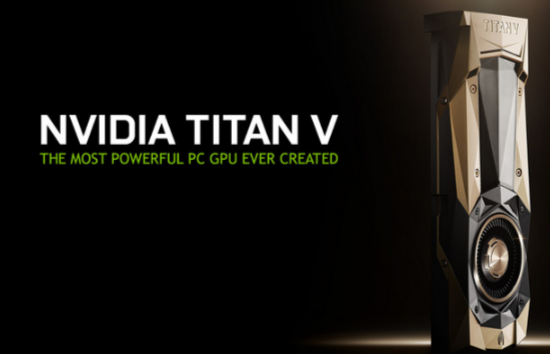 TITAN V
NVIDIA TITAN V
THE MOST POWERFUL PC GPU EVER CREATED